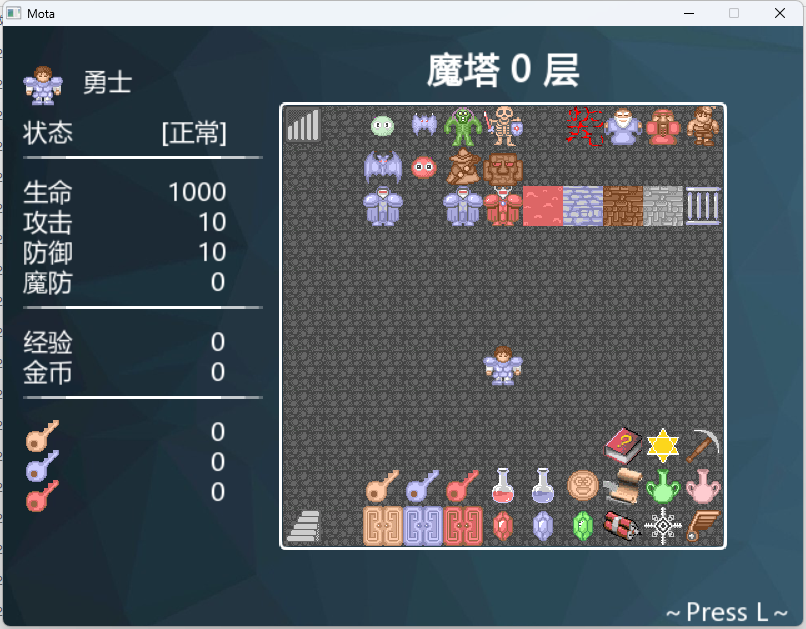 Mota
勇士
魔塔 0 层
状态 [正常]
生命 1000
攻击 10
防御 10
魔防 0
经验 0
金币 0
0
0
0
~ Press L ~